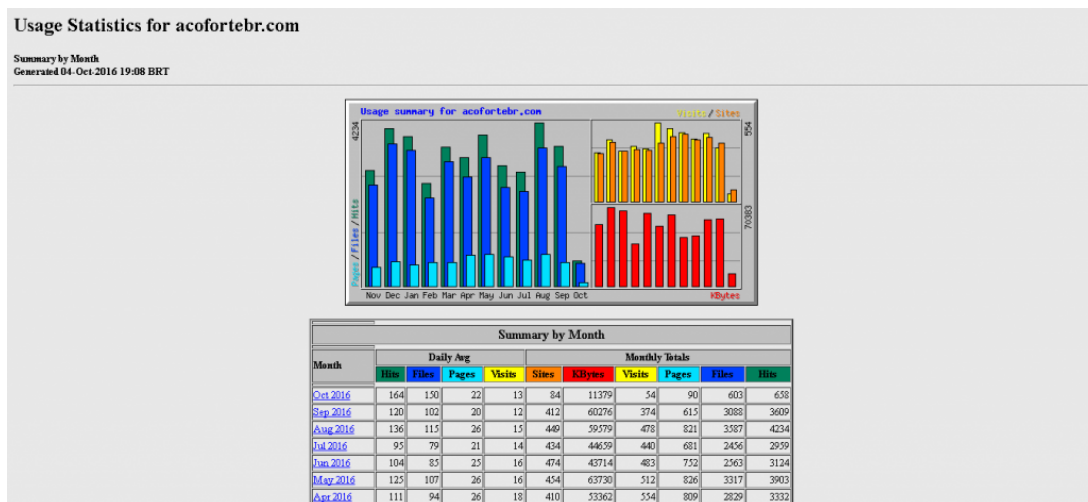 Usage Statistics for acofortebr.com
Summary by Month
Generated 04-Oct-2016 19:08 BRT
Usage summary for acofortebr.com
Visits/Sites
4234
554
Pages/Files/Hits
70383
Nov Dec Jan Feb Mar Apr May Jun Jul Aug Sep Oct
KBytes
Summary by Month
Month Daily Avg Monthly Totals
Hits Files Pages Visits Sites KBytes Visits Pages Files Hits
Oct 2016 164 150 22 13 84 11379 54 90 603 658
Sep 2016 120 102 20 12 412 60276 374 615 3088 3609
Aug 2016 136 115 26 15 449 59579 478 821 3587 4234
Jul 2016 95 79 21 14 434 44659 440 681 2456 2959
Jun 2016 104 85 25 16 474 43714 483 752 2563 3124
May 2016 125 107 26 16 454 63730 512 826 3317 3903
Apr 2016 111 94 26 18 410 53362 554 809 2829 3332